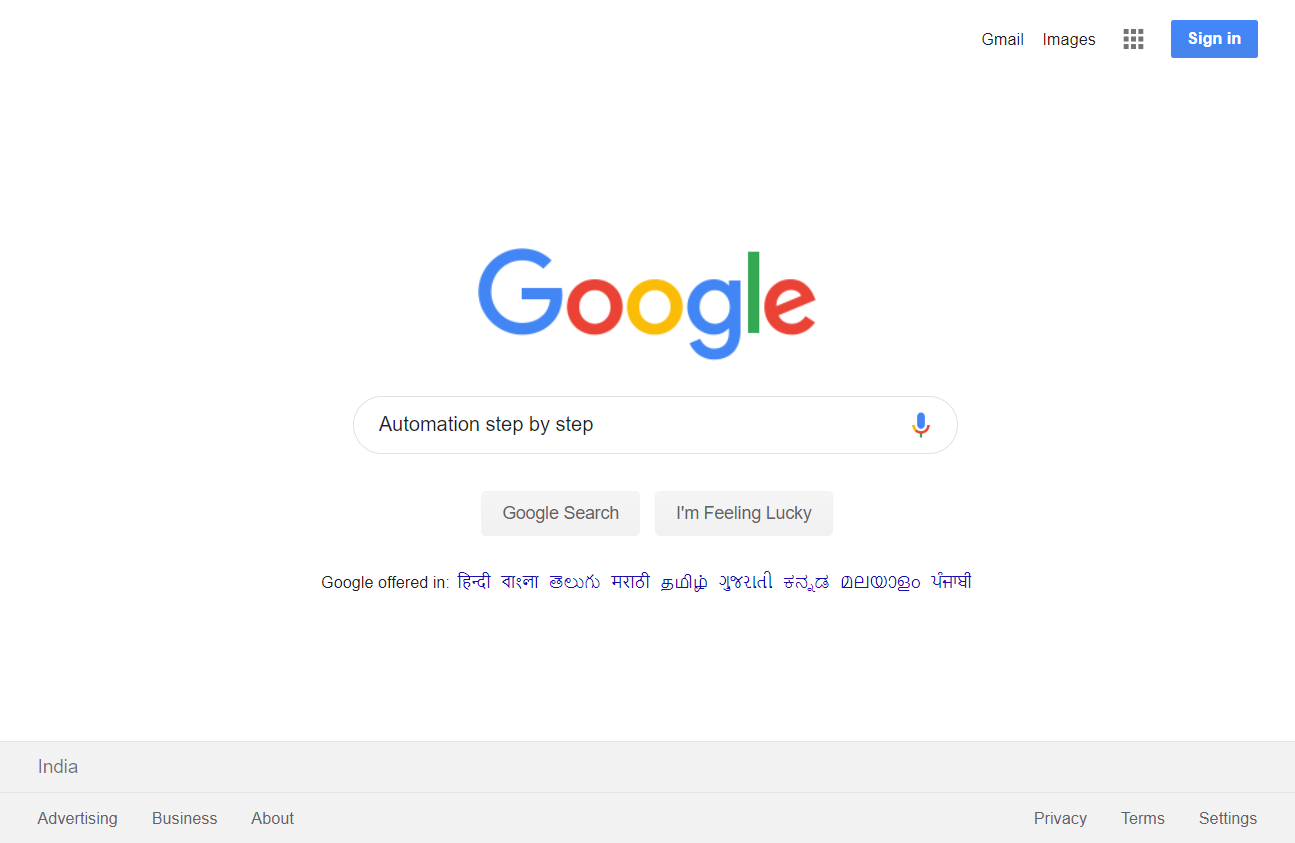 Gmail Images Sign in
Google
Automation step by step
Google Search I'm Feeling Lucky
Google offered in: हिन्दी বাংলা తెలుగు मराठी தமிழ் ગુજરાતી ಕನ್ನಡ മലയാളം ਪੰਜਾਬੀ
India
Advertising Business About Privacy Terms Settings